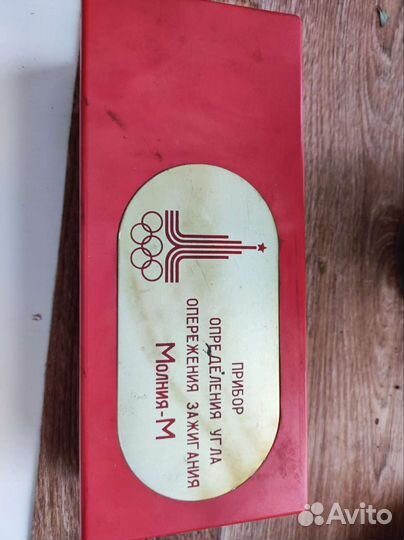 ПРИБОР
ОПРЕДЕЛЕНИЯ УГЛА
ОПЕРЕЖЕНИЯ ЗАЖИГАНИЯ
МОЛНИЯ-М
Avito